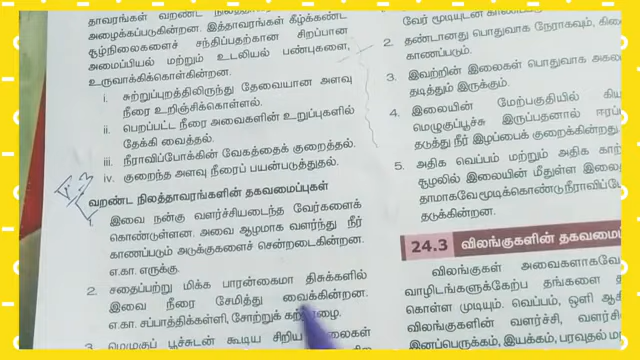 தாவரங்கள் வறண்ட
அழைக்கப்படுகின்றன. இத்தாவரங்கள் கீழ்க்கண்ட
சூழ்நிலைகளைச் சந்திப்பதற்கான சிறப்பான
அமைப்பியல் மற்றும் உடலியல் பண்புகளை,
உருவாக்கிக்கொள்கின்றன.
i. சுற்றுப்புறத்திலிருந்து தேவையான அளவு
நீரை உறிஞ்சிக்கொள்ளல்.
ii. பெறப்பட்ட நீரை அவைகளின் உறுப்புகளில்
தேக்கி வைத்தல்.
iii. நீராவிப்போக்கின் வேகத்தைக் குறைத்தல்.
iv. குறைந்த அளவு நீரைப் பயன்படுத்துதல்.
வறண்ட நிலத்தாவரங்களின் தகவமைப்புகள்
1. இவை நன்கு வளர்ச்சியடைந்த வேர்களைக்
கொண்டுள்ளன. அவை ஆழமாக வளர்ந்து நீர்
காணப்படும் அடுக்குகளைச் சென்றடைகின்றன.
எ.கா. எருக்கு.
2. சதைப்பற்று மிக்க பாரன்கைமா திசுக்களில்
இவை நீரை சேமித்து வைக்கின்றன.
எ.கா. சப்பாத்திக்கள்ளி, சோற்றுக்
3. மெழுகுப் பூச்சுடன் கூடிய சிறிய
வேர் மூடியுடன்
2. தண்டானது பொதுவாக நேராகவும்,
காணப்படும்.
3. இவற்றின் இலைகள் பொதுவாக
தடித்தும் இருக்கும்.
4. இலையின் மேற்பகுதியில்
மெழுகுப்பூச்சு இருப்பதனால்
தடுத்து நீர் இழப்பைக் குறைக்கின்றது
5. அதிக வெப்பம் மற்றும் அதிக
சூழலில் இலையின் மீதுள்ள
தாமாகவே மூடிக்கொண்டு
தடுக்கின்றன.
24.3 விலங்குகளின்
விலங்குகள் அவைகளாகவே
வாழிடங்களுக்கேற்ப தங்களை
கொள்ள முடியும். வெப்பம், ஒளி
விலங்குகளின் வளர்ச்சி,
இனப்பெருக்கம், இயக்கம், பரவுதல்